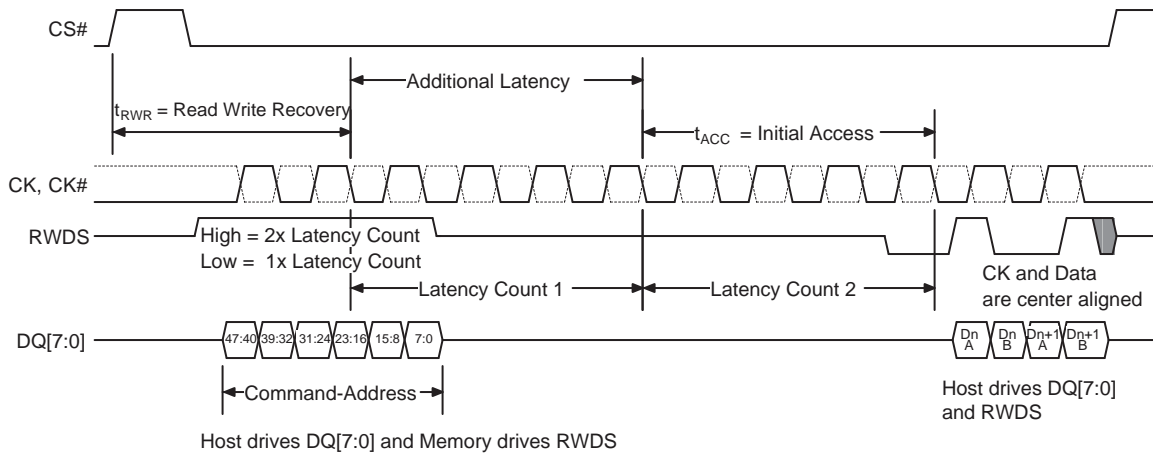 CS#
Additional Latency
tRWR = Read Write Recovery
tACC = Initial Access
CK, CK#
RWDS
High = 2x Latency Count
Low = 1x Latency Count
CK and Data
are center aligned
Latency Count 1
Latency Count 2
DQ[7:0]
47:40 39:32 31:24 23:16 15:8 7:0
Dn A
Dn B
Dn+1 A
Dn+1 B
Command-Address
Host drives DQ[7:0]
and RWDS
Host drives DQ[7:0] and Memory drives RWDS